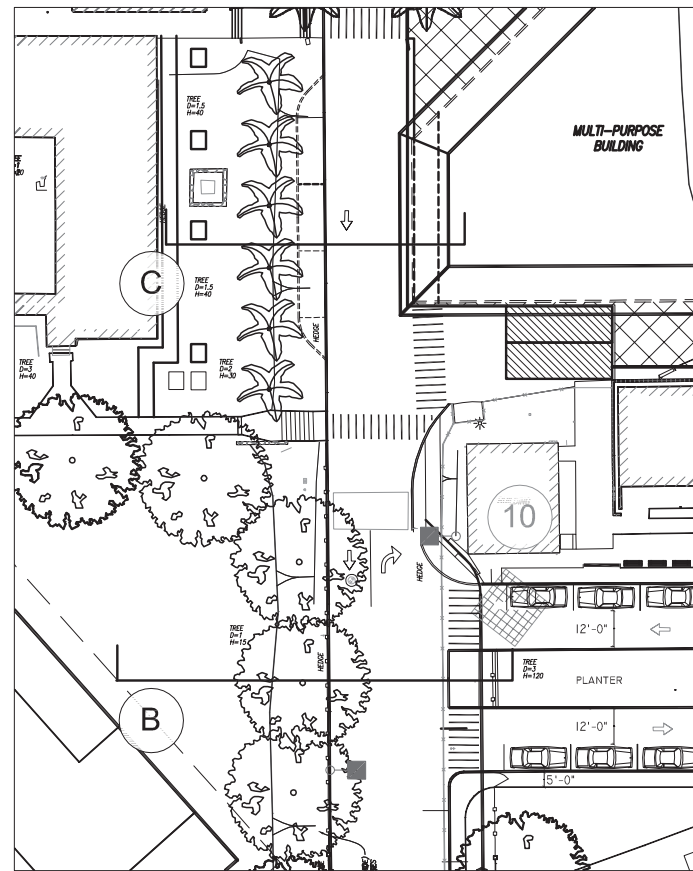 TREE
D=1.5
H=40
MULTI-PURPOSE
BUILDING
C
TREE
D=1.5
H=40
HEDGE
TREE
D=3
H=40
TREE
D=2
H=30
10
HEDGE
TREE
D=1
H=15
HEDGE
12'-0"
TREE
D=3
H=120
PLANTER
B
12'-0"
5'-0"